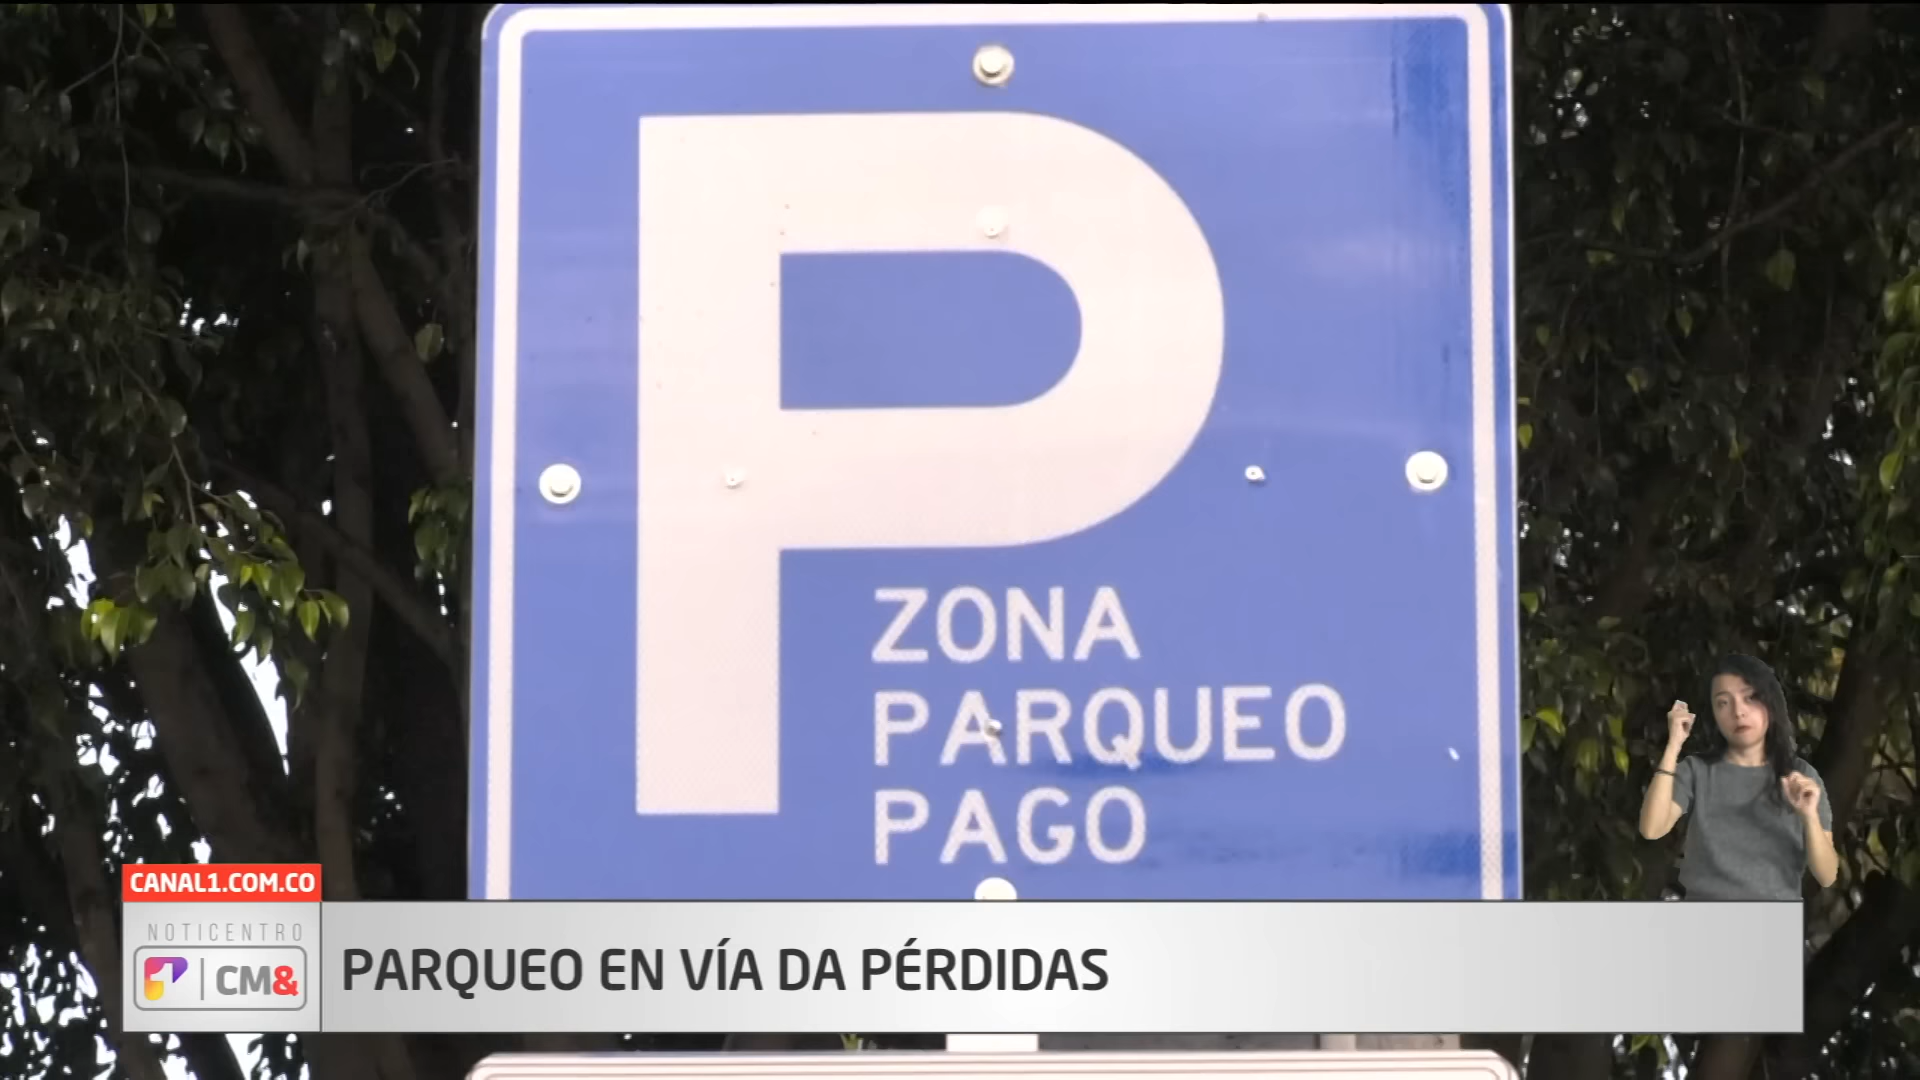 P
ZONA
PARQUEO
PAGO
CANAL1.COM.CO
NOTICENTRO
1 | CM&
PARQUEO EN VÍA DA PÉRDIDAS